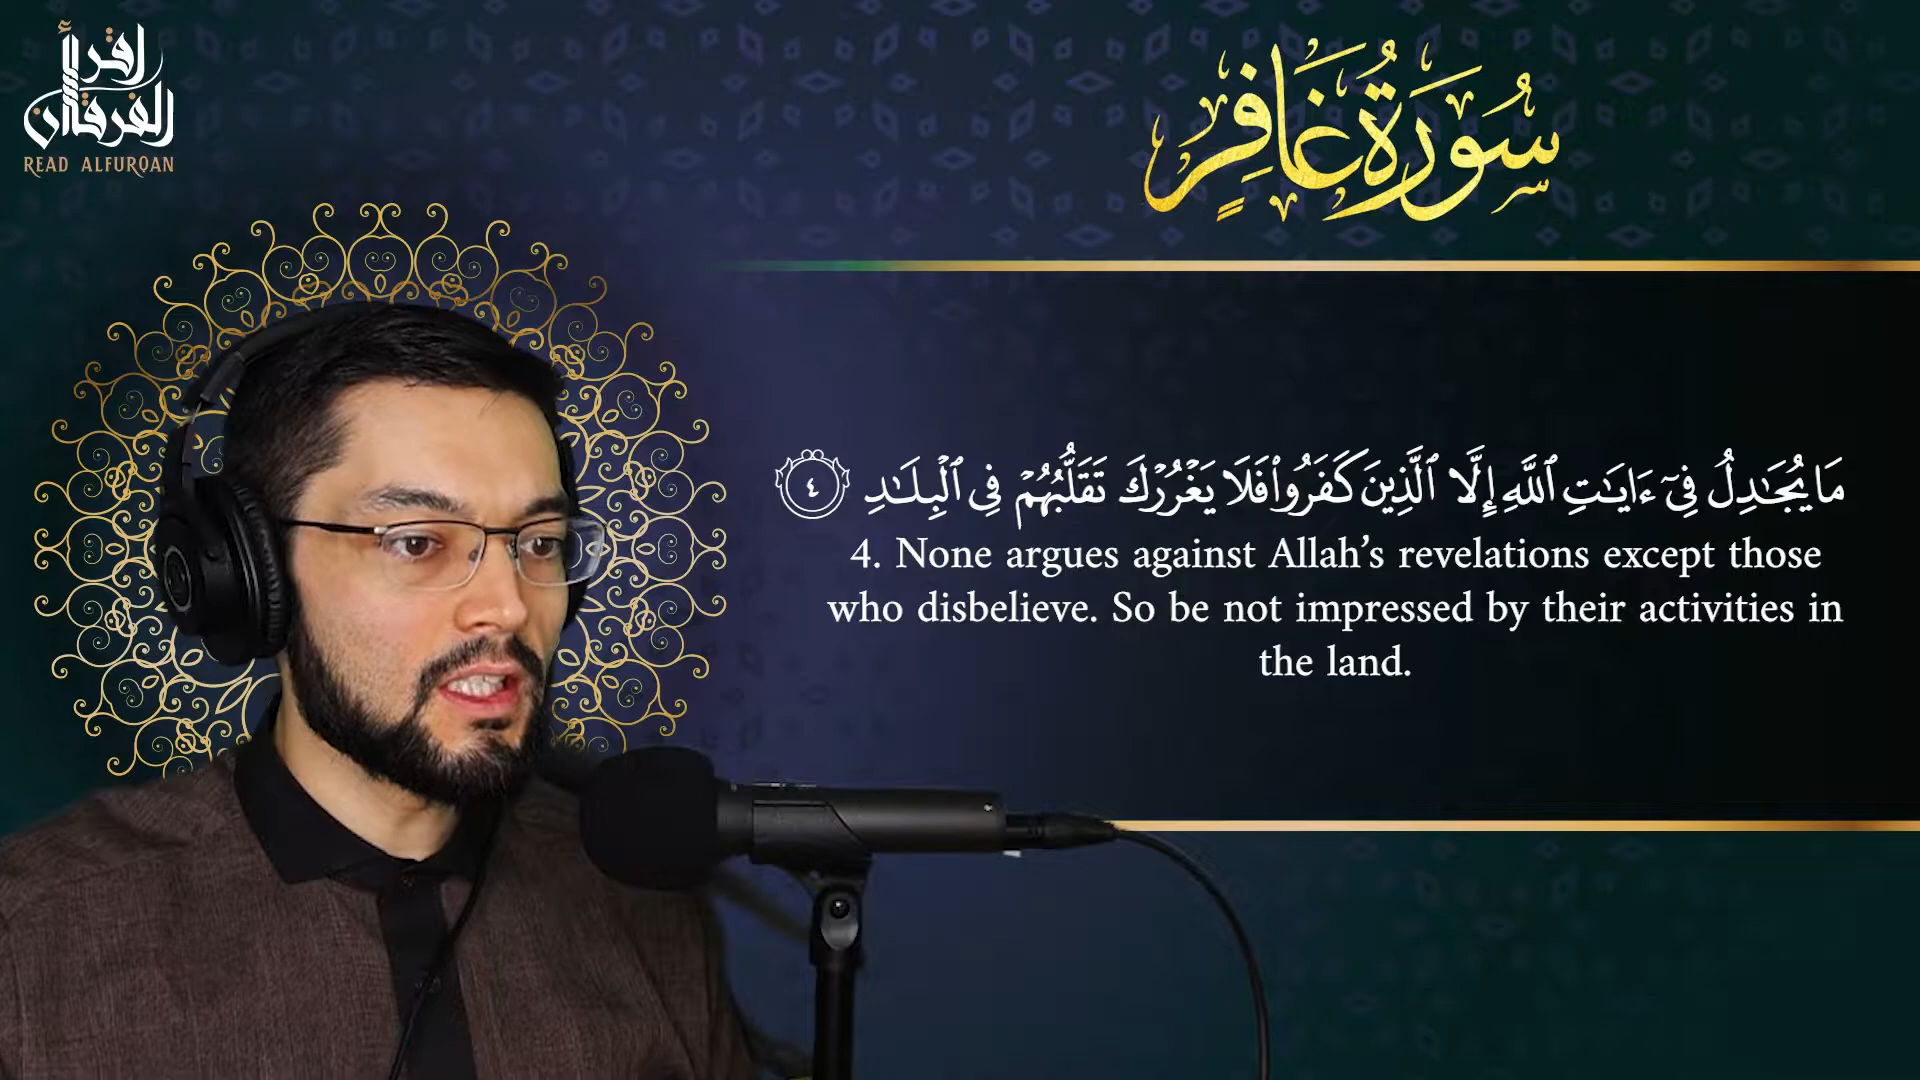 اقرأ
الفرقان
READ ALFURQAN
سُورَةُ غَافِرٍ
مَا يُجَٰدِلُ فِىٓ ءَايَٰتِ ٱللَّهِ إِلَّا ٱلَّذِينَ كَفَرُوا۟ فَلَا يَغْرُرْكَ تَقَلُّبُهُمْ فِى ٱلْبِلَٰدِ ٤
4. None argues against Allah’s revelations except those
who disbelieve. So be not impressed by their activities in
the land.